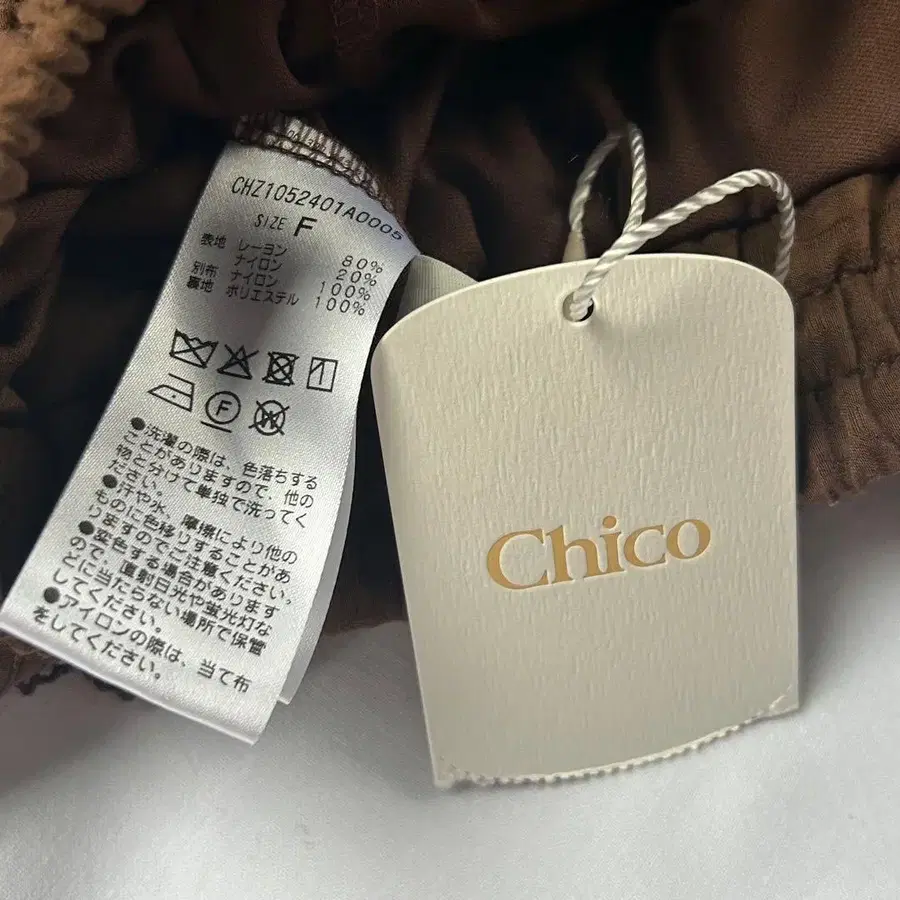 CHZ1052401A0005
SIZE F
表地 レーヨン 80%
ナイロン 20%
別布 ナイロン 100%
裏地 ポリエステル 100%
F
W
●洗濯の際は、色落ちする
ことがありますので、他の
物と分けて単独で洗ってく
ださい。
●汗や水、摩擦により他の
ものに色移りすることがあ
りますのでご注意ください。
●変色する場合があります
ので、直射日光や蛍光灯な
どに当たらない場所で保管
してください。
●アイロンの際は、当て布
をしてください。
Chico